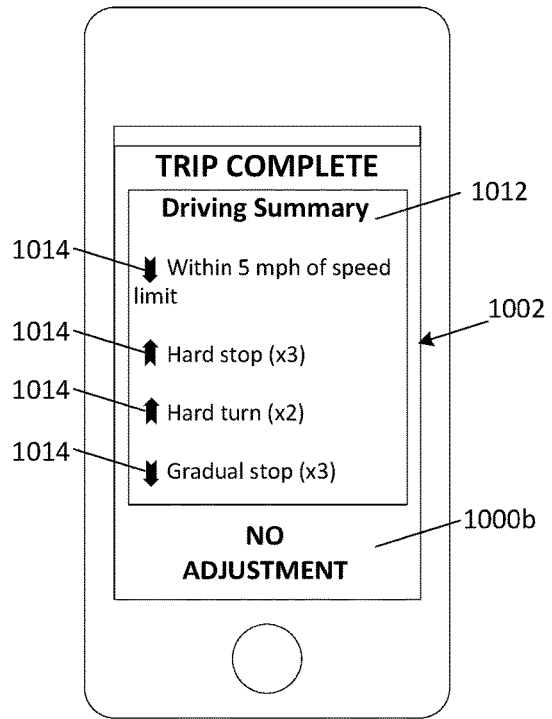 TRIP COMPLETE
Driving Summary
1012
1014
Within 5 mph of speed
limit
1002
1014
Hard stop (x3)
1014
Hard turn (x2)
1014
Gradual stop (x3)
1000b
NO
ADJUSTMENT